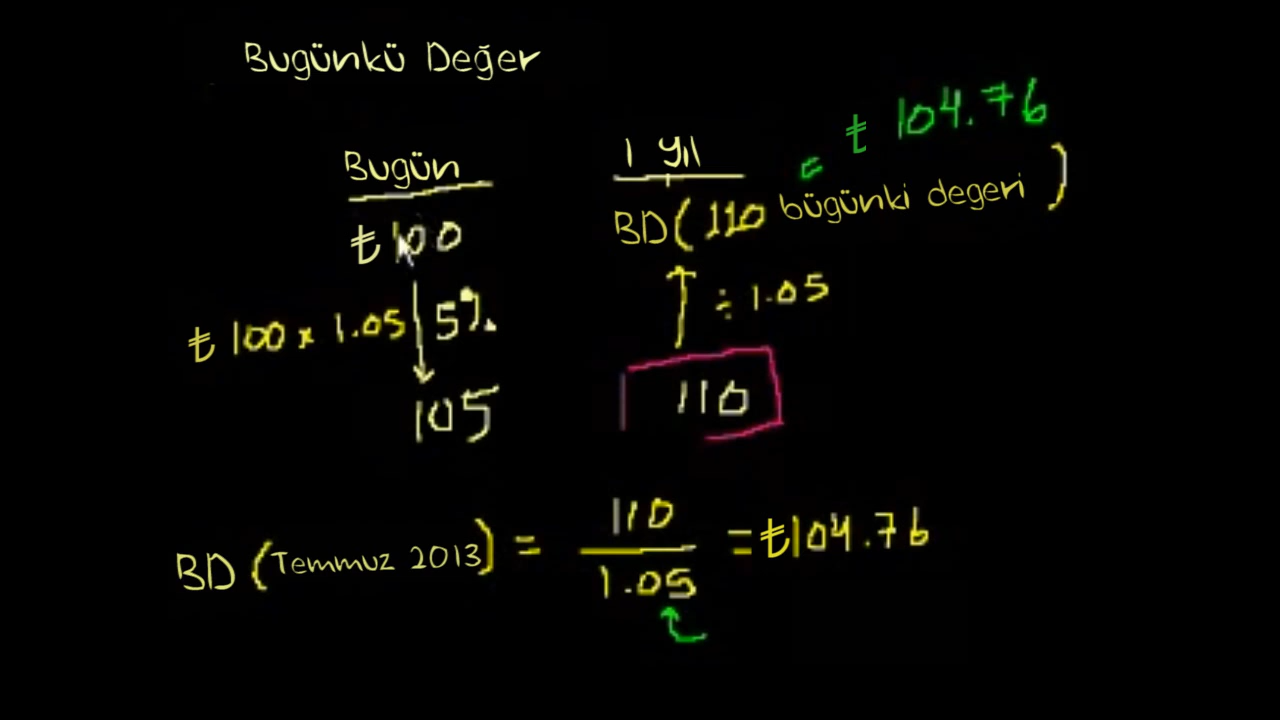 Bugünkü Değer
= ₺ 104.76
Bugün 1 yıl
₺100 BD(110 bügünki degeri)
₺ 100 x 1.05 5% ÷ 1.05
105 110
BD (Temmuz 2013) = 110 / 1.05 = ₺104.76